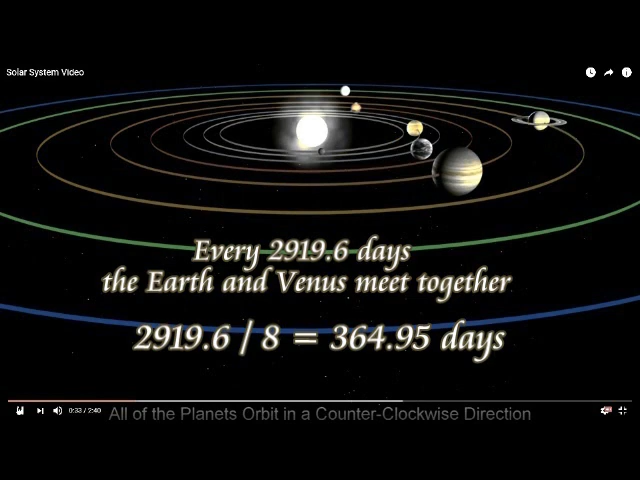 Solar System Video
Every 2919.6 days
the Earth and Venus meet together
2919.6 / 8 = 364.95 days
0:33 / 2:40
All of the Planets Orbit in a Counter-Clockwise Direction